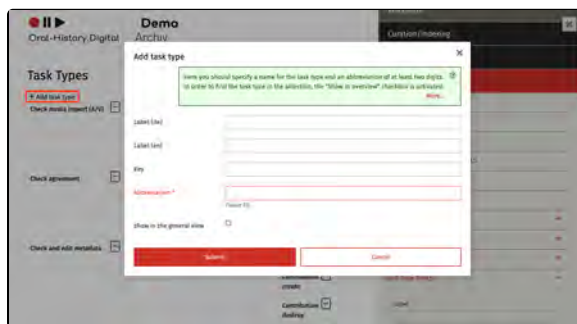 Demo
Oral-History.Digital
Archiv
Curation/Indexing
Add task type
Task Types
Here you should specify a name for the task type and an abbreviation of at least two digits.
In order to find the task type in the selection, the "Show in overview" checkbox is activated.
More...
+ Add task type
Check media import (A/V)
Label (de)
Label (en)
Key
Check agreement
Abbreviation *
Show in the general view
Check and edit metadata
Submit
Cancel
create
Contribution
destroy